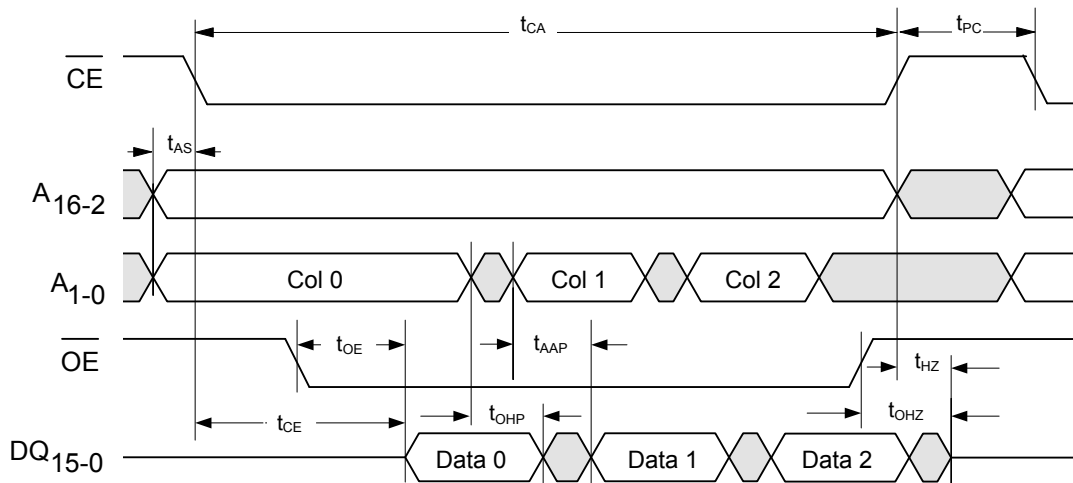 tCA
tPC
CE
tAS
A16-2
A1-0
Col 0
Col 1
Col 2
OE
tOE
tAAP
tHZ
tCE
tOHP
tOHZ
DQ15-0
Data 0
Data 1
Data 2